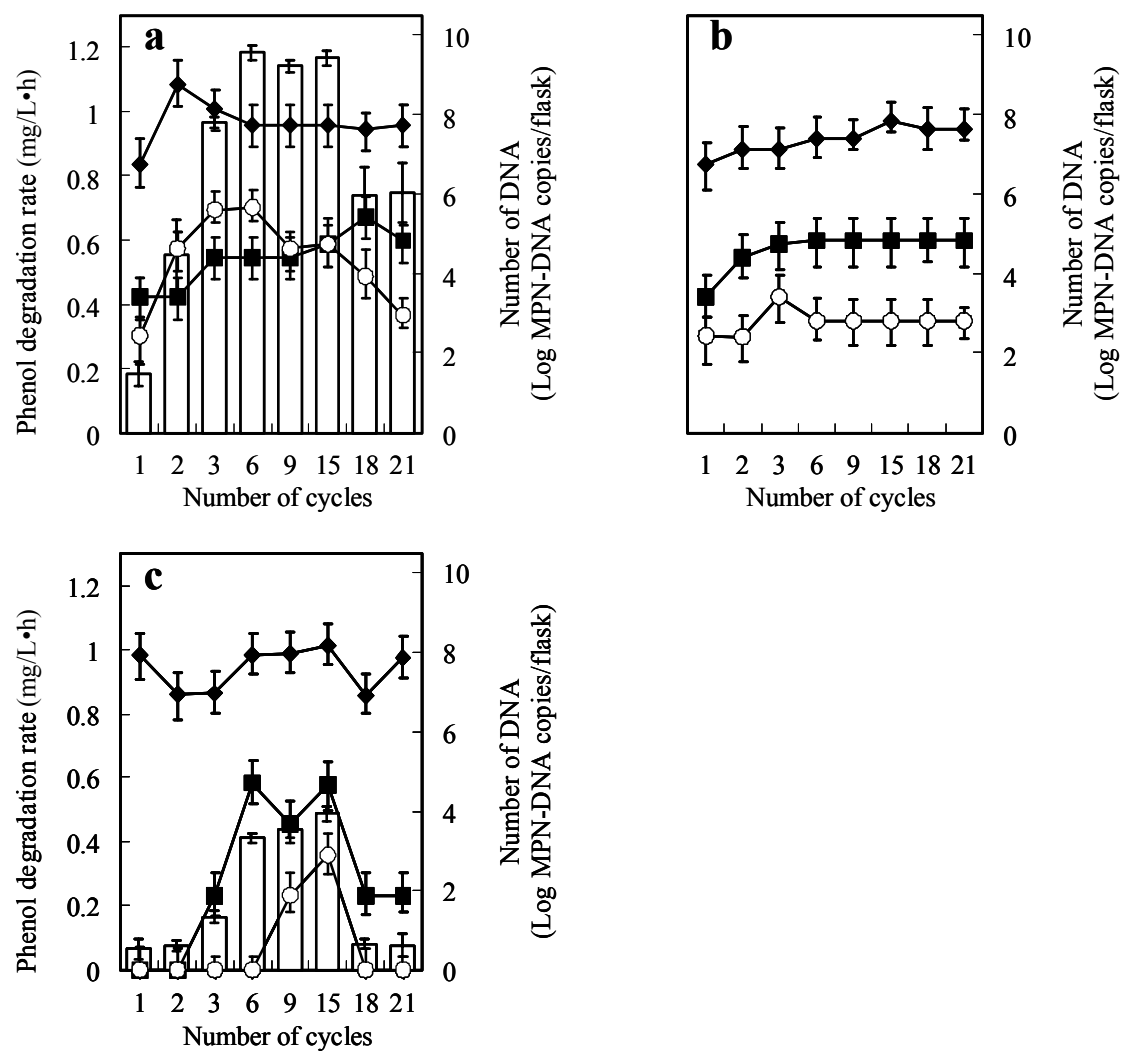 a
Phenol degradation rate (mg/L•h)
1.2
1
0.8
0.6
0.4
0.2
0
10
8
6
4
2
0
Number of DNA
(Log MPN-DNA copies/flask)
1 2 3 6 9 15 18 21
Number of cycles
b
10
8
6
4
2
0
Number of DNA
(Log MPN-DNA copies/flask)
1 2 3 6 9 15 18 21
Number of cycles
c
Phenol degradation rate (mg/L•h)
1.2
1
0.8
0.6
0.4
0.2
0
10
8
6
4
2
0
Number of DNA
(Log MPN-DNA copies/flask)
1 2 3 6 9 15 18 21
Number of cycles